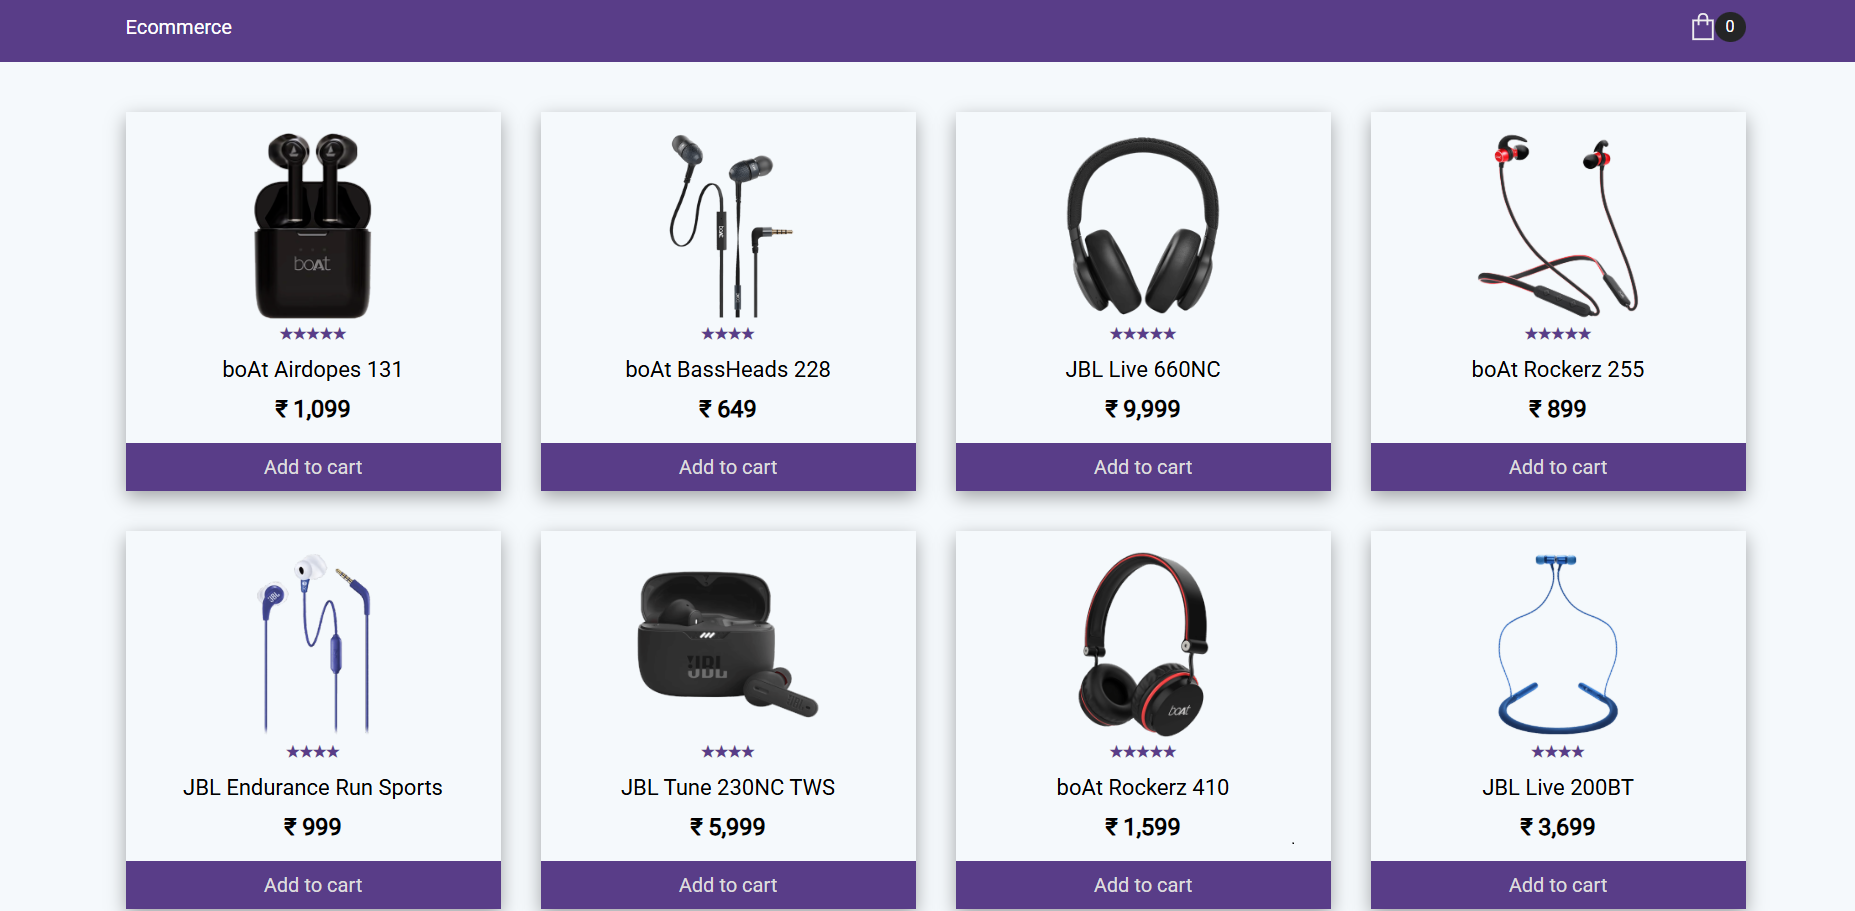 Ecommerce
0
boAt
boAt
★★★★★
boAt Airdopes 131
₹ 1,099
Add to cart
★★★★
boAt BassHeads 228
₹ 649
Add to cart
★★★★★
JBL Live 660NC
₹ 9,999
Add to cart
★★★★★
boAt Rockerz 255
₹ 899
Add to cart
JBL
★★★★
JBL Endurance Run Sports
₹ 999
Add to cart
JBL
★★★★
JBL Tune 230NC TWS
₹ 5,999
Add to cart
boAt
★★★★★
boAt Rockerz 410
₹ 1,599
Add to cart
★★★★
JBL Live 200BT
₹ 3,699
Add to cart